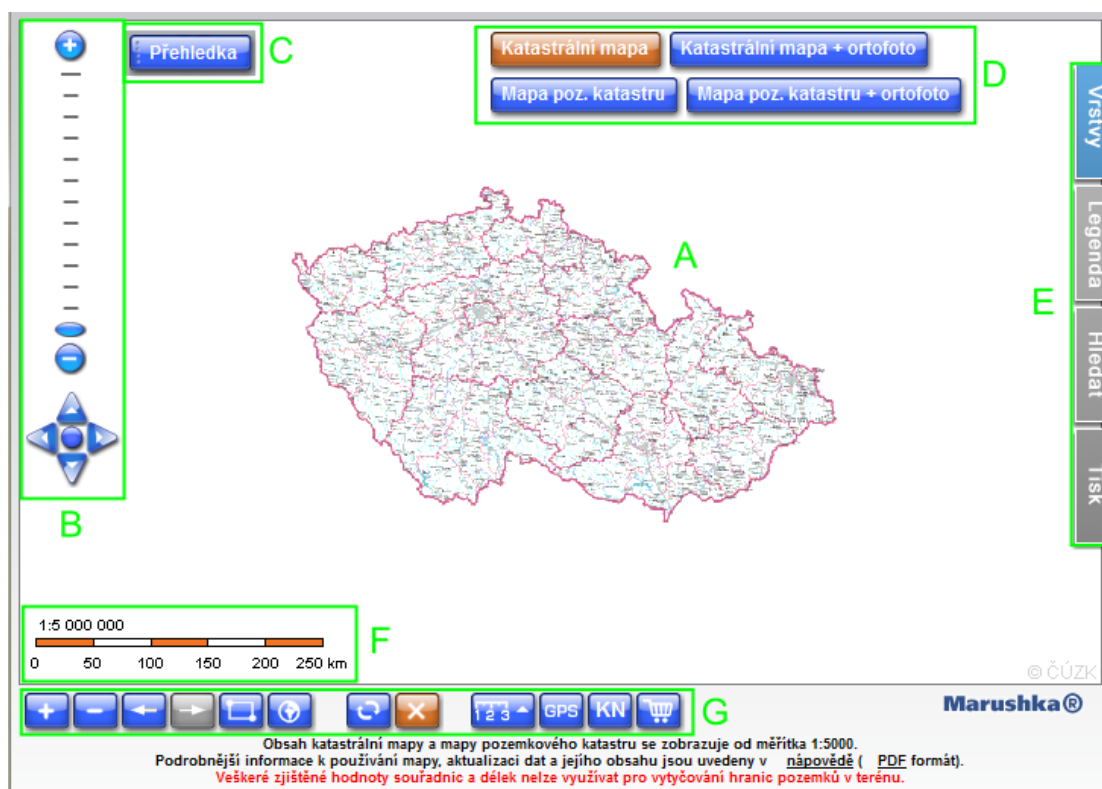 Přehledka
C
Katastrální mapa
Katastrální mapa + ortofoto
Mapa poz. katastru
Mapa poz. katastru + ortofoto
D
Vrstvy
Legenda
Hledat
Tisk
E
A
B
1:5 000 000
0 50 100 150 200 250 km
F
© ČÚZK
1 2 3
GPS
KN
G
Marushka®
Obsah katastrální mapy a mapy pozemkového katastru se zobrazuje od měřítka 1:5000.
Podrobnější informace k používání mapy, aktualizaci dat a jejího obsahu jsou uvedeny v nápovědě ( PDF formát).
Veškeré zjištěné hodnoty souřadnic a délek nelze využívat pro vytyčování hranic pozemků v terénu.